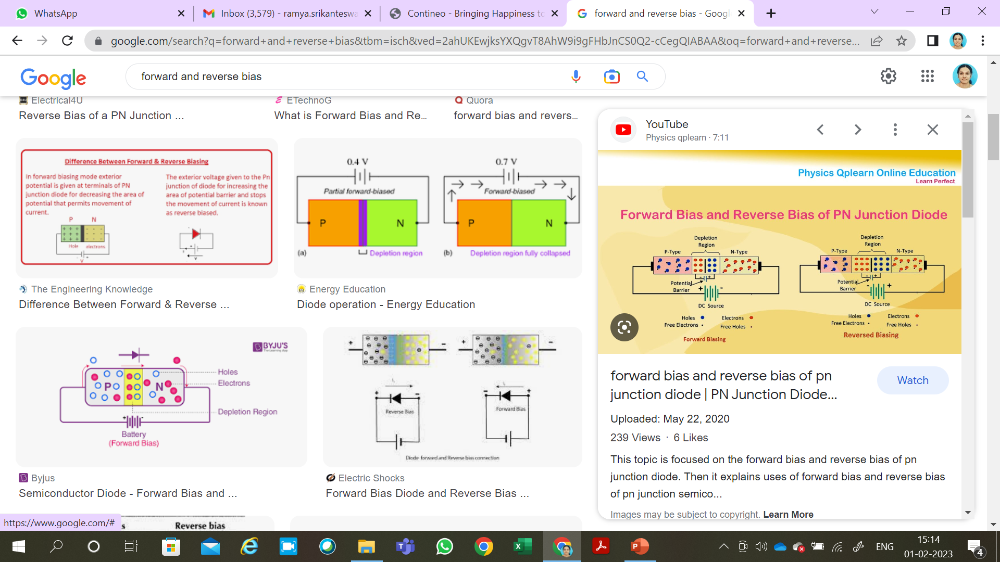 WhatsApp
Inbox (3,579) - ramya.srikanteswa
Contineo - Bringing Happiness to
forward and reverse bias - Googl
google.com/search?q=forward+and+reverse+bias&tbm=isch&ved=2ahUKEwjksYXQgvT8AhW9i9gFHbJnCS0Q2-cCegQIABAA&oq=forward+and+reverse...
Google
forward and reverse bias
Electrical4U
Reverse Bias of a PN Junction ...
ETechnoG
What is Forward Bias and Re...
Quora
forward bias and revers...
Difference Between Forward & Reverse Biasing
In forward biasing mode exterior
potential is given at terminals of PN
junction diode for decreasing the area of
potential that permits movement of
current.
The exterior voltage given to the Pn
junction of diode for increasing the
area of potential barrier and stops
the movement of current is known
as reverse biased.
P N
Hole electrons
V
The Engineering Knowledge
Difference Between Forward & Reverse ...
0.4 V
Partial forward-biased
P N
(a)
Depletion region
0.7 V
Forward-biased
P N
(b)
Depletion region fully collapsed
Energy Education
Diode operation - Energy Education
BYJU'S
The Learning App
Holes
Electrons
P N
Depletion Region
Battery
(Forward Bias)
Byjus
Semiconductor Diode - Forward Bias and ...
Reverse Bias
Forward Bias
Diode forward and Reverse bias connection
Electric Shocks
Forward Bias Diode and Reverse Bias ...
Reverse bias
YouTube
Physics qplearn · 7:11
Physics Qplearn Online Education
Learn Perfect
Forward Bias and Reverse Bias of PN Junction Diode
Depletion
Region
P-Type N-Type
Potential
Barrier
DC Source
Holes Electrons
Free Electrons Free Holes
Forward Biasing
Depletion
Region
P-Type N-Type
Potential
Barrier
DC Source
Holes Electrons
Free Electrons Free Holes
Reversed Biasing
forward bias and reverse bias of pn
junction diode | PN Junction Diode...
Watch
Uploaded: May 22, 2020
239 Views · 6 Likes
This topic is focused on the forward bias and reverse bias of pn
junction diode. Then it explains uses of forward bias and reverse bias
of pn junction semico...
Images may be subject to copyright. Learn More
https://www.google.com/#
ENG
15:14
01-02-2023
4